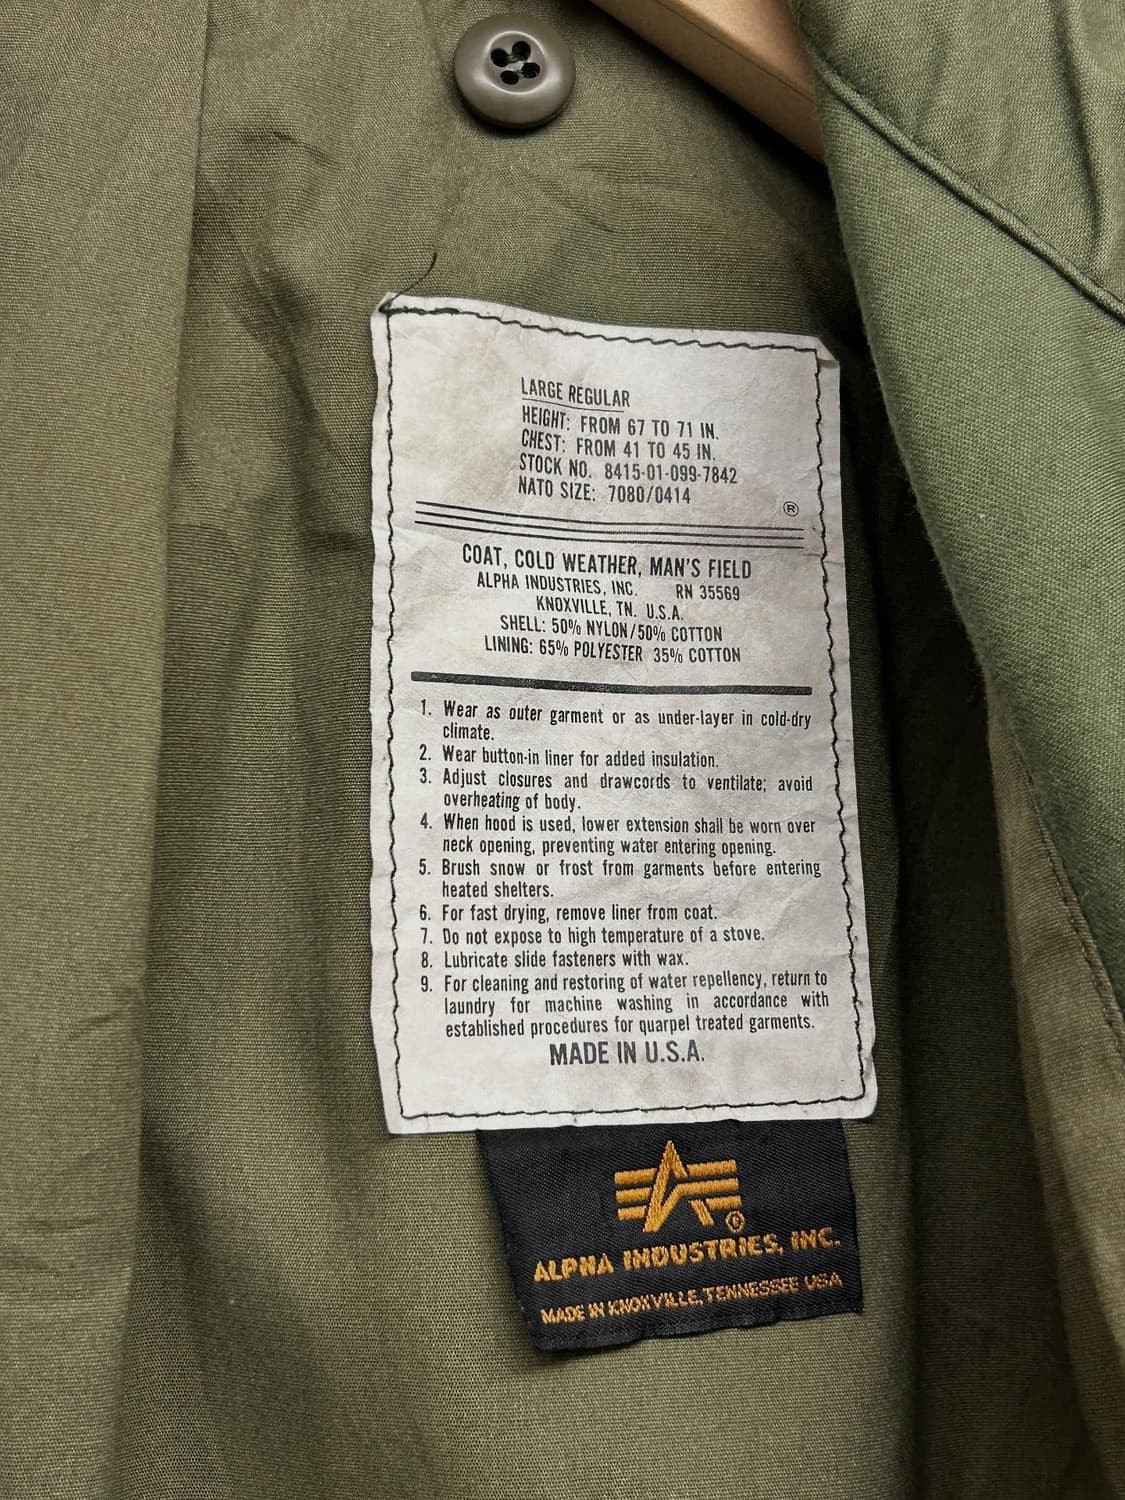 LARGE REGULAR
HEIGHT: FROM 67 TO 71 IN.
CHEST: FROM 41 TO 45 IN.
STOCK NO. 8415-01-099-7842
NATO SIZE: 7080/0414
®
COAT, COLD WEATHER, MAN'S FIELD
ALPHA INDUSTRIES, INC. RN 35569
KNOXVILLE, TN. U.S.A.
SHELL: 50% NYLON/50% COTTON
LINING: 65% POLYESTER 35% COTTON
1. Wear as outer garment or as under-layer in cold-dry
climate.
2. Wear button-in liner for added insulation.
3. Adjust closures and drawcords to ventilate; avoid
overheating of body.
4. When hood is used, lower extension shall be worn over
neck opening, preventing water entering opening.
5. Brush snow or frost from garments before entering
heated shelters.
6. For fast drying, remove liner from coat.
7. Do not expose to high temperature of a stove.
8. Lubricate slide fasteners with wax.
9. For cleaning and restoring of water repellency, return to
laundry for machine washing in accordance with
established procedures for quarpel treated garments.
MADE IN U.S.A.
®
ALPHA INDUSTRIES, INC.
MADE IN KNOXVILLE, TENNESSEE USA